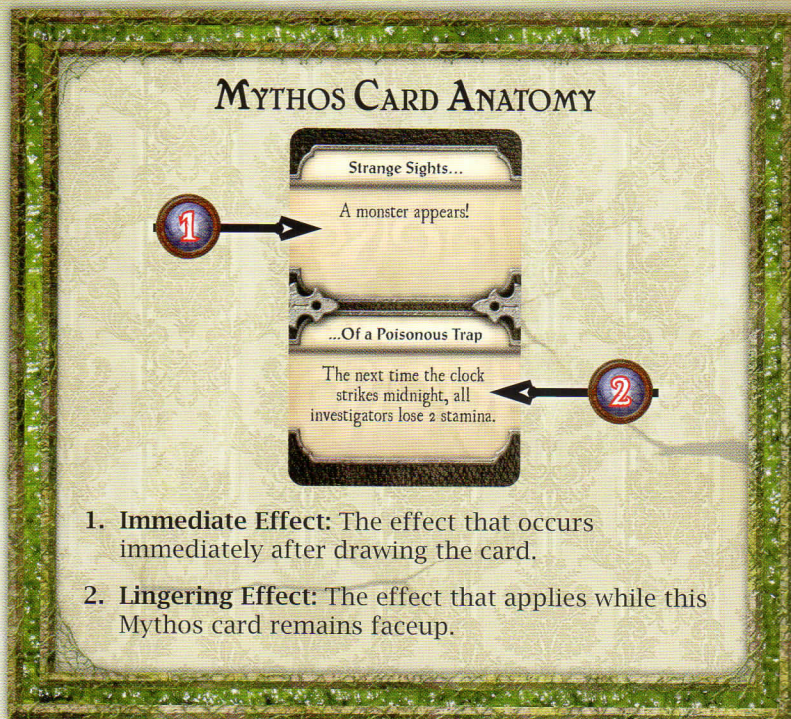 MYTHOS CARD ANATOMY
Strange Sights...
1
A monster appears!
...Of a Poisonous Trap
The next time the clock
strikes midnight, all
investigators lose 2 stamina.
2
1. Immediate Effect: The effect that occurs
immediately after drawing the card.
2. Lingering Effect: The effect that applies while this
Mythos card remains faceup.